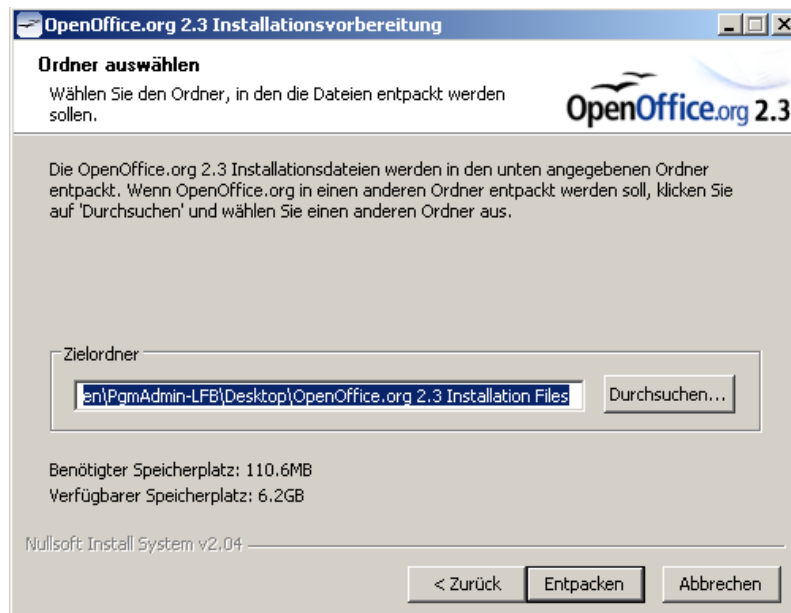 OpenOffice.org 2.3 Installationsvorbereitung
Ordner auswählen
Wählen Sie den Ordner, in den die Dateien entpackt werden
sollen.
OpenOffice.org 2.3
Die OpenOffice.org 2.3 Installationsdateien werden in den unten angegebenen Ordner
entpackt. Wenn OpenOffice.org in einen anderen Ordner entpackt werden soll, klicken Sie
auf 'Durchsuchen' und wählen Sie einen anderen Ordner aus.
Zielordner
en\PgmAdmin-LFB\Desktop\OpenOffice.org 2.3 Installation Files
Durchsuchen...
Benötigter Speicherplatz: 110.6MB
Verfügbarer Speicherplatz: 6.2GB
Nullsoft Install System v2.04
< Zurück
Entpacken
Abbrechen